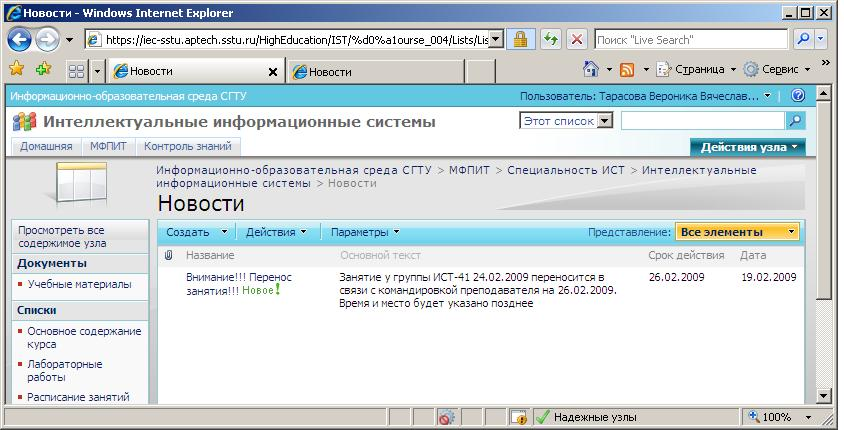 Новости - Windows Internet Explorer
https://iec-sstu.aptech.sstu.ru/HighEducation/IST/%d0%a1ourse_004/Lists/Lis
Поиск "Live Search"
Новости
Новости
Страница
Сервис
Информационно-образовательная среда СГТУ
Пользователь: Тарасова Вероника Вячеслав...
Интеллектуальные информационные системы
Этот список
Домашняя
МФПИТ
Контроль знаний
Действия узла
Информационно-образовательная среда СГТУ > МФПИТ > Специальность ИСТ > Интеллектуальные
информационные системы > Новости
Новости
Просмотреть все
содержимое узла
Документы
Учебные материалы
Списки
Основное содержание
курса
Лабораторные
работы
Расписание занятий
Создать
Действия
Параметры
Представление:
Все элементы
Название
Основной текст
Срок действия
Дата
Внимание!!! Перенос
занятия!!! Новое!
Занятие у группы ИСТ-41 24.02.2009 переносится в
связи с командировкой преподавателя на 26.02.2009.
Время и место будет указано позднее
26.02.2009
19.02.2009
Надежные узлы
100%